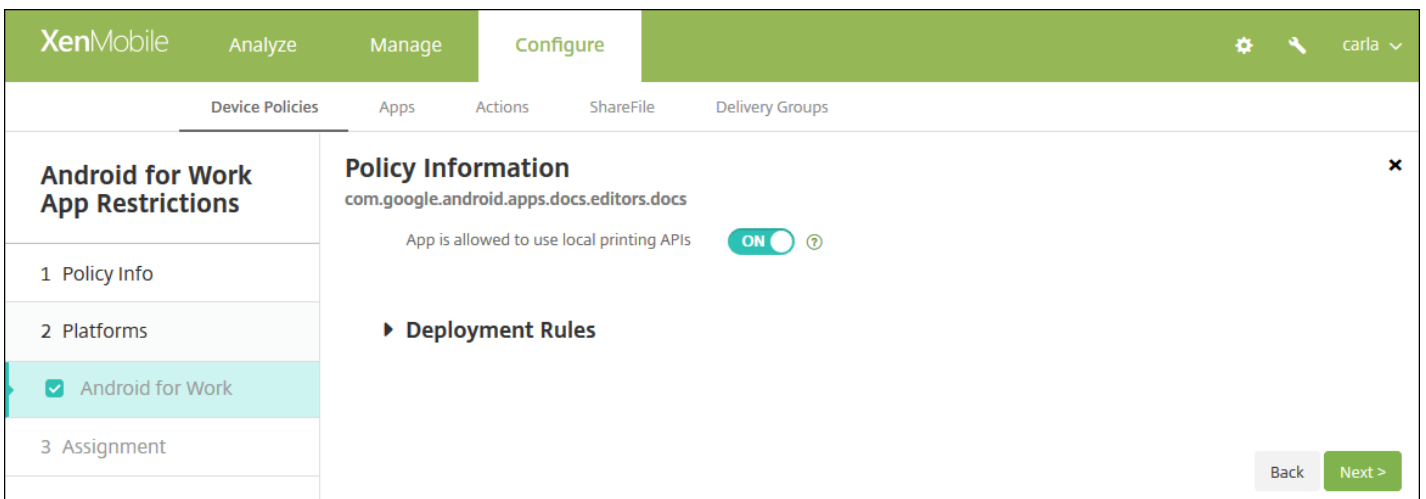 XenMobile Analyze Manage Configure carla
Device Policies Apps Actions ShareFile Delivery Groups
Android for Work
App Restrictions
1 Policy Info
2 Platforms
Android for Work
3 Assignment
Policy Information
com.google.android.apps.docs.editors.docs
App is allowed to use local printing APIs ON ?
Deployment Rules
Back Next >